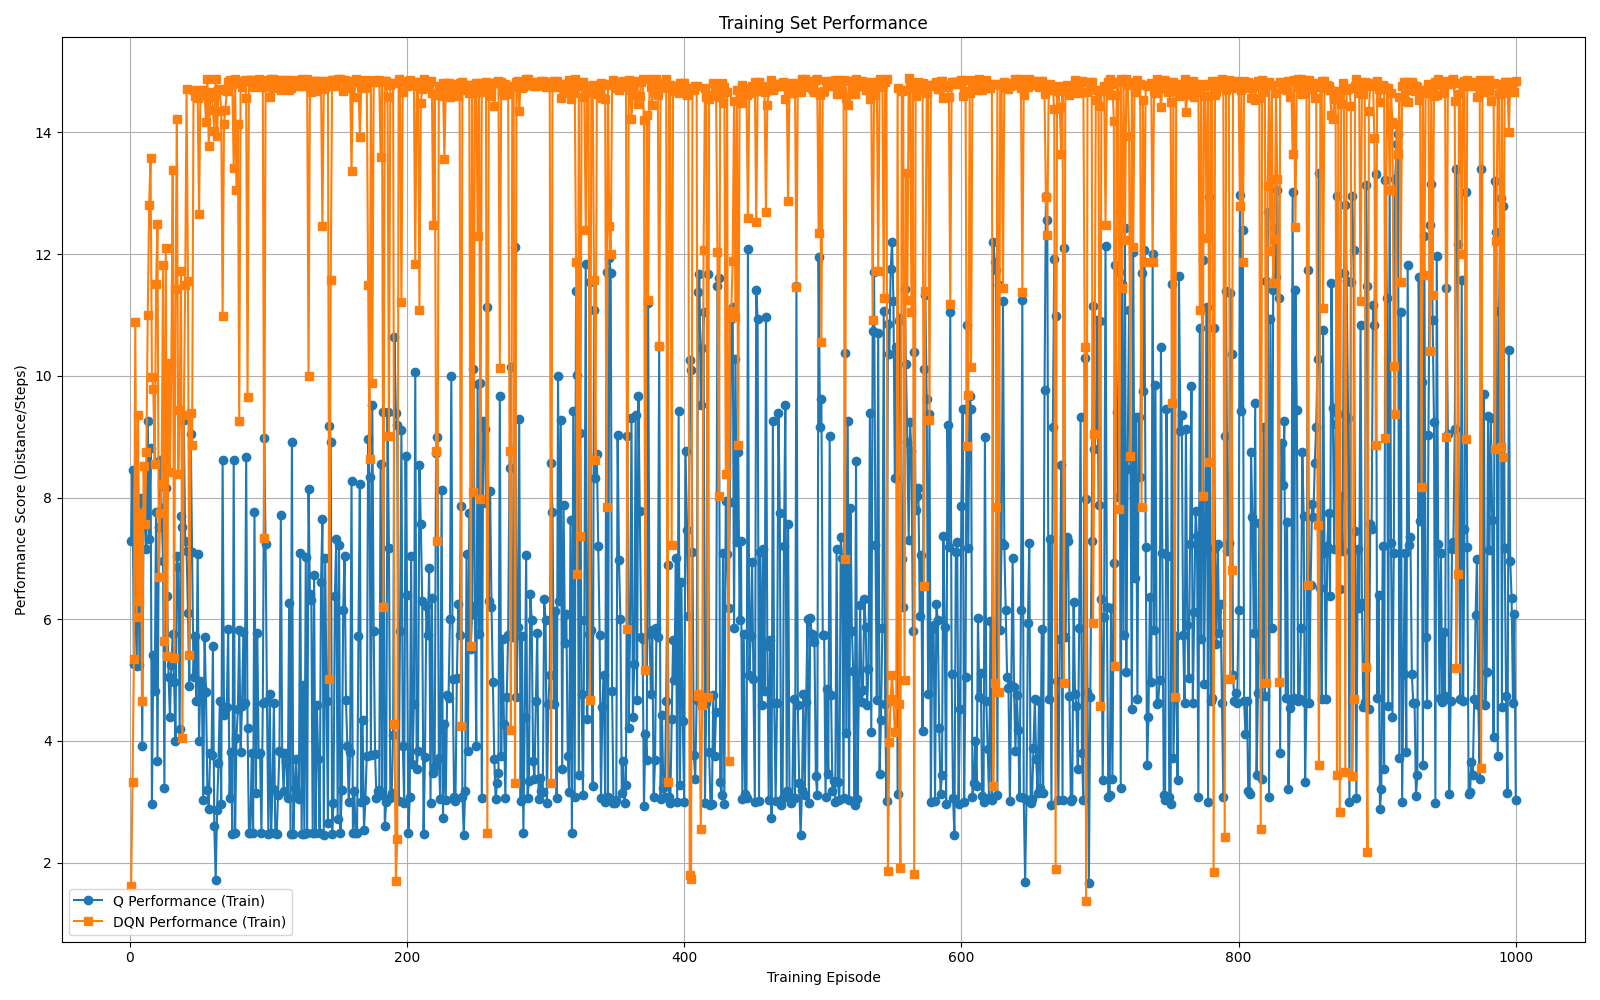 Training Set Performance
Performance Score (Distance/Steps)
14
12
10
8
6
4
2
Q Performance (Train)
DQN Performance (Train)
0
200
400
600
800
1000
Training Episode